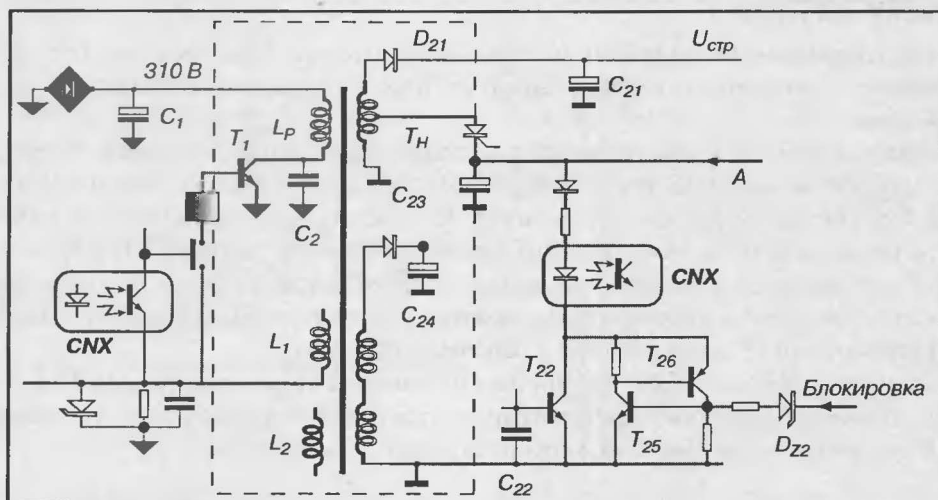 D21
Uстр
310 В
C21
C1
T1
LP
TH
A
C2
C23
CNX
CNX
C24
L1
T22
T26
Блокировка
L2
T25
DZ2
C22